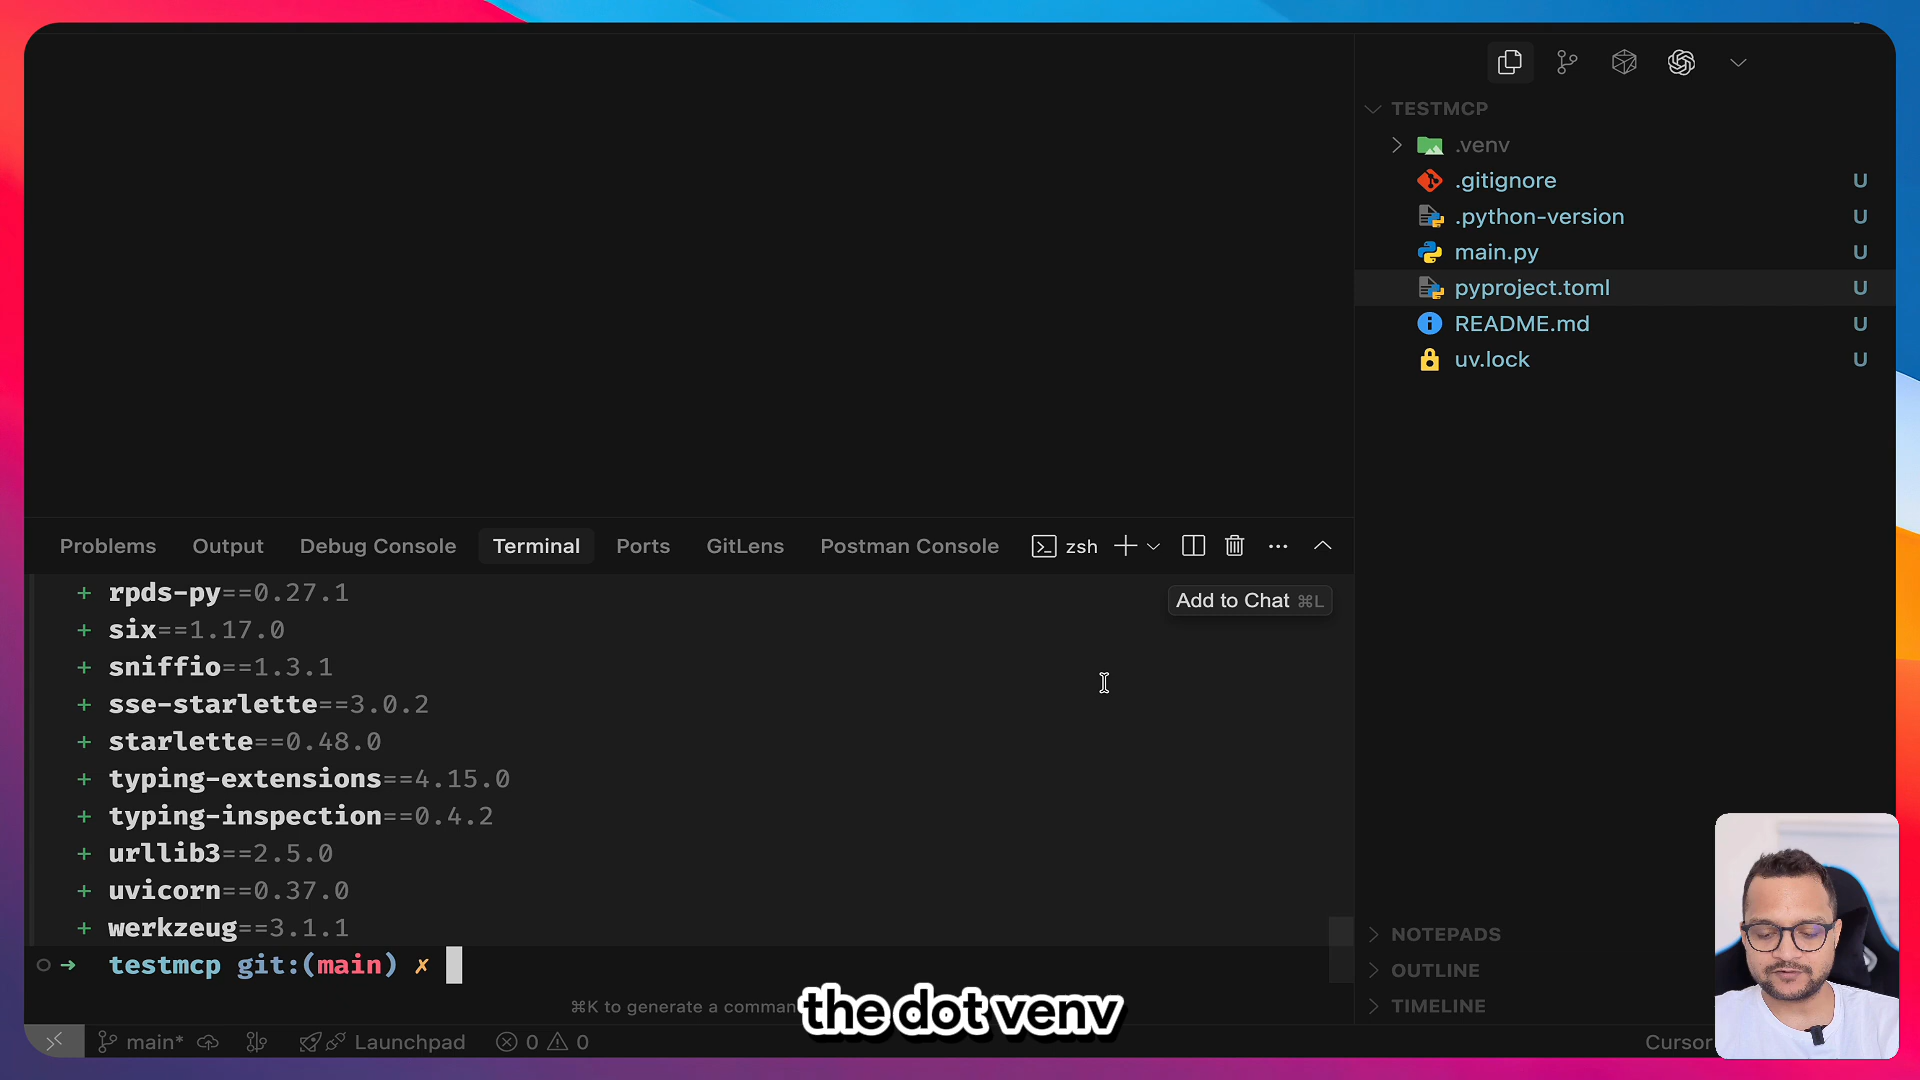 TESTMCP
.venv
.gitignore U
.python-version U
main.py U
pyproject.toml U
README.md U
uv.lock U
Problems Output Debug Console Terminal Ports GitLens Postman Console zsh
Add to Chat ⌘L
+ rpds-py==0.27.1
+ six==1.17.0
+ sniffio==1.3.1
+ sse-starlette==3.0.2
+ starlette==0.48.0
+ typing-extensions==4.15.0
+ typing-inspection==0.4.2
+ urllib3==2.5.0
+ uvicorn==0.37.0
+ werkzeug==3.1.1
→ testmcp git:(main) ✗
⌘K to generate a comman
the dot venv
NOTEPADS
OUTLINE
TIMELINE
main* Launchpad 0 0 Cursor